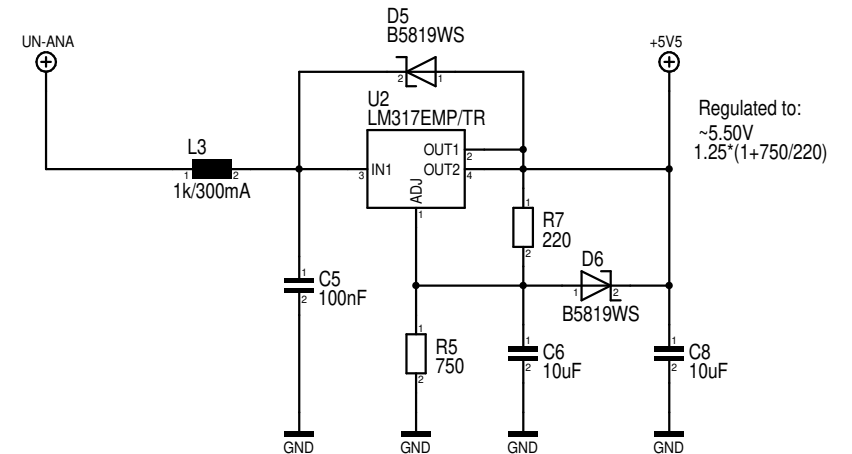 D5
B5819WS
UN-ANA
+5V5
2 1
U2
LM317EMP/TR
Regulated to:
~5.50V
1.25*(1+750/220)
L3
OUT1
2
3 IN1
OUT2
4
1 2
1k/300mA
ADJ
1
1
R7
220
2
D6
1 2
B5819WS
1
C5
100nF
2
1
R5
750
2
1
C6
10uF
2
1
C8
10uF
2
GND
GND
GND
GND